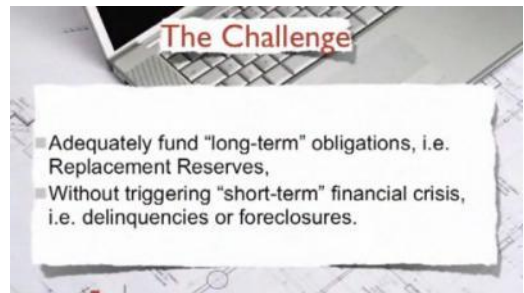 The Challenge
Adequately fund “long-term” obligations, i.e.
Replacement Reserves,
Without triggering “short-term” financial crisis,
i.e. delinquencies or foreclosures.